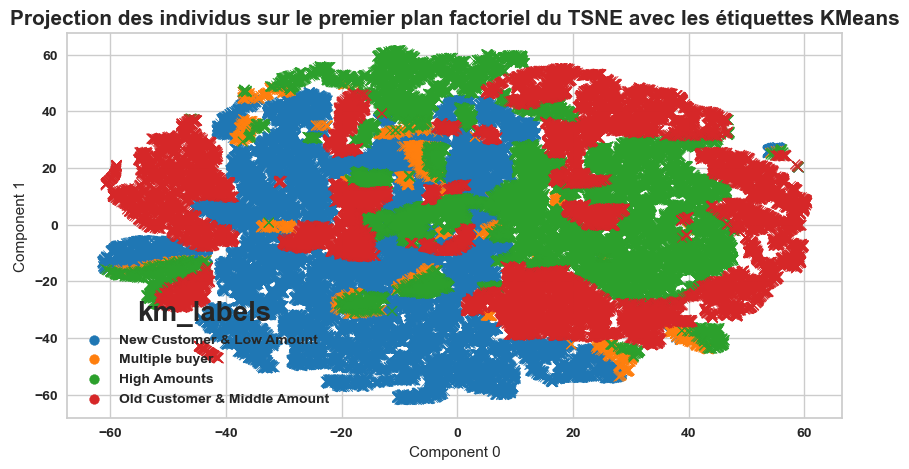 Projection des individus sur le premier plan factoriel du TSNE avec les étiquettes KMeans
60
40
20
0
−20
−40
−60
Component 1
km_labels
New Customer & Low Amount
Multiple buyer
High Amounts
Old Customer & Middle Amount
−60 −40 −20 0 20 40 60
Component 0